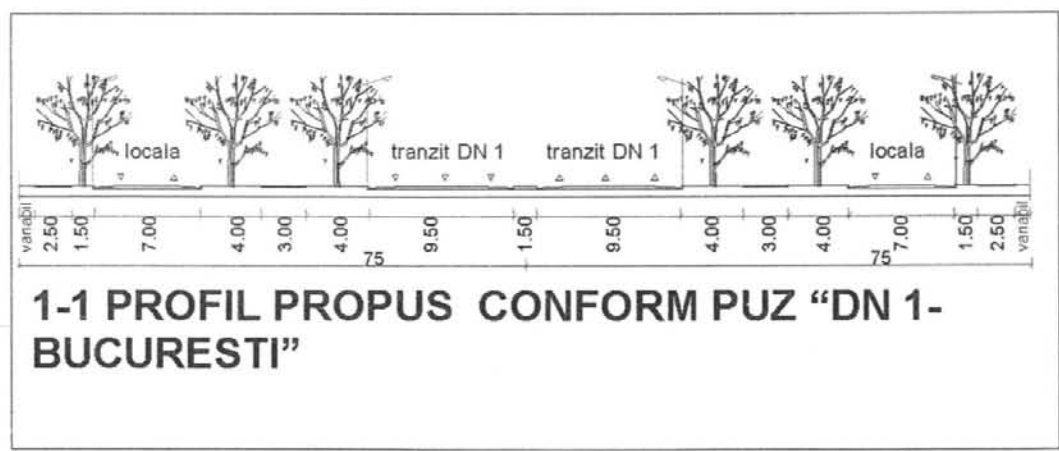 locala tranzit DN 1 tranzit DN 1 locala
variabil 2.50 1.50 7.00 4.00 3.00 4.00 9.50 1.50 9.50 4.00 3.00 4.00 7.00 1.50 2.50 variabil
75 75
1-1 PROFIL PROPUS CONFORM PUZ “DN 1-
BUCURESTI”